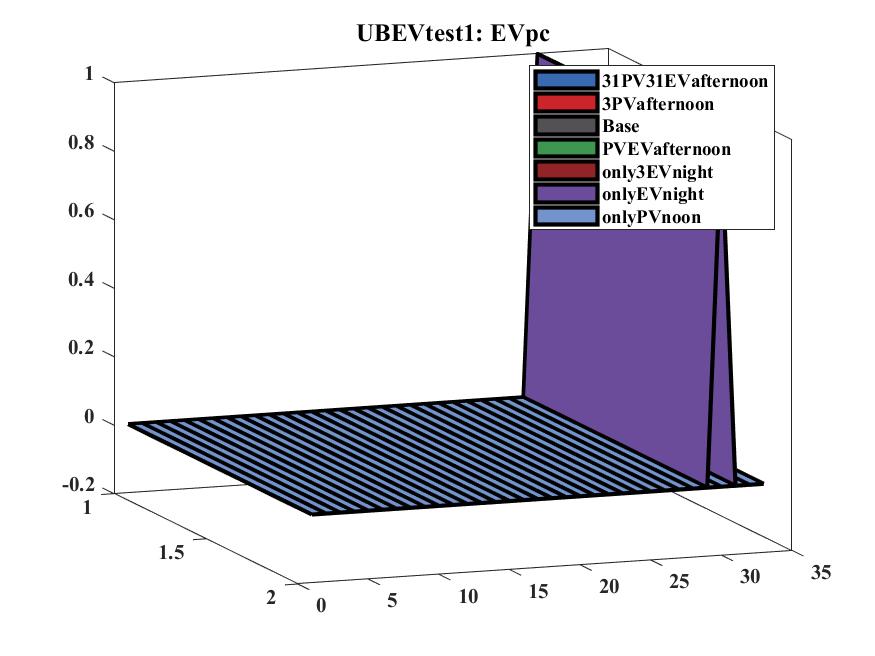 UBEVtest1: EVpc
1
0.8
0.6
0.4
0.2
0
-0.2
31PV31EVafternoon
3PVafternoon
Base
PVEVafternoon
only3EVnight
onlyEVnight
onlyPVnoon
1
1.5
2
0
5
10
15
20
25
30
35